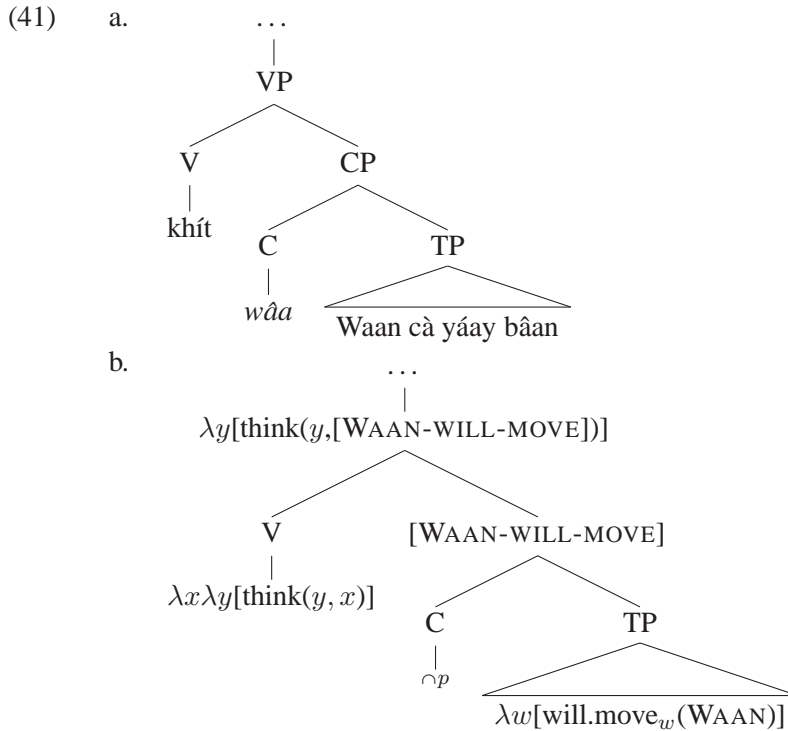 (41) a. ...
VP
V CP
khít
C TP
wâa
Waan cà yáay bâan
b. ...
λy[think(y,[WAAN-WILL-MOVE])]
V [WAAN-WILL-MOVE]
λxλy[think(y, x)]
C TP
∩p
λw[will.move_w(WAAN)]